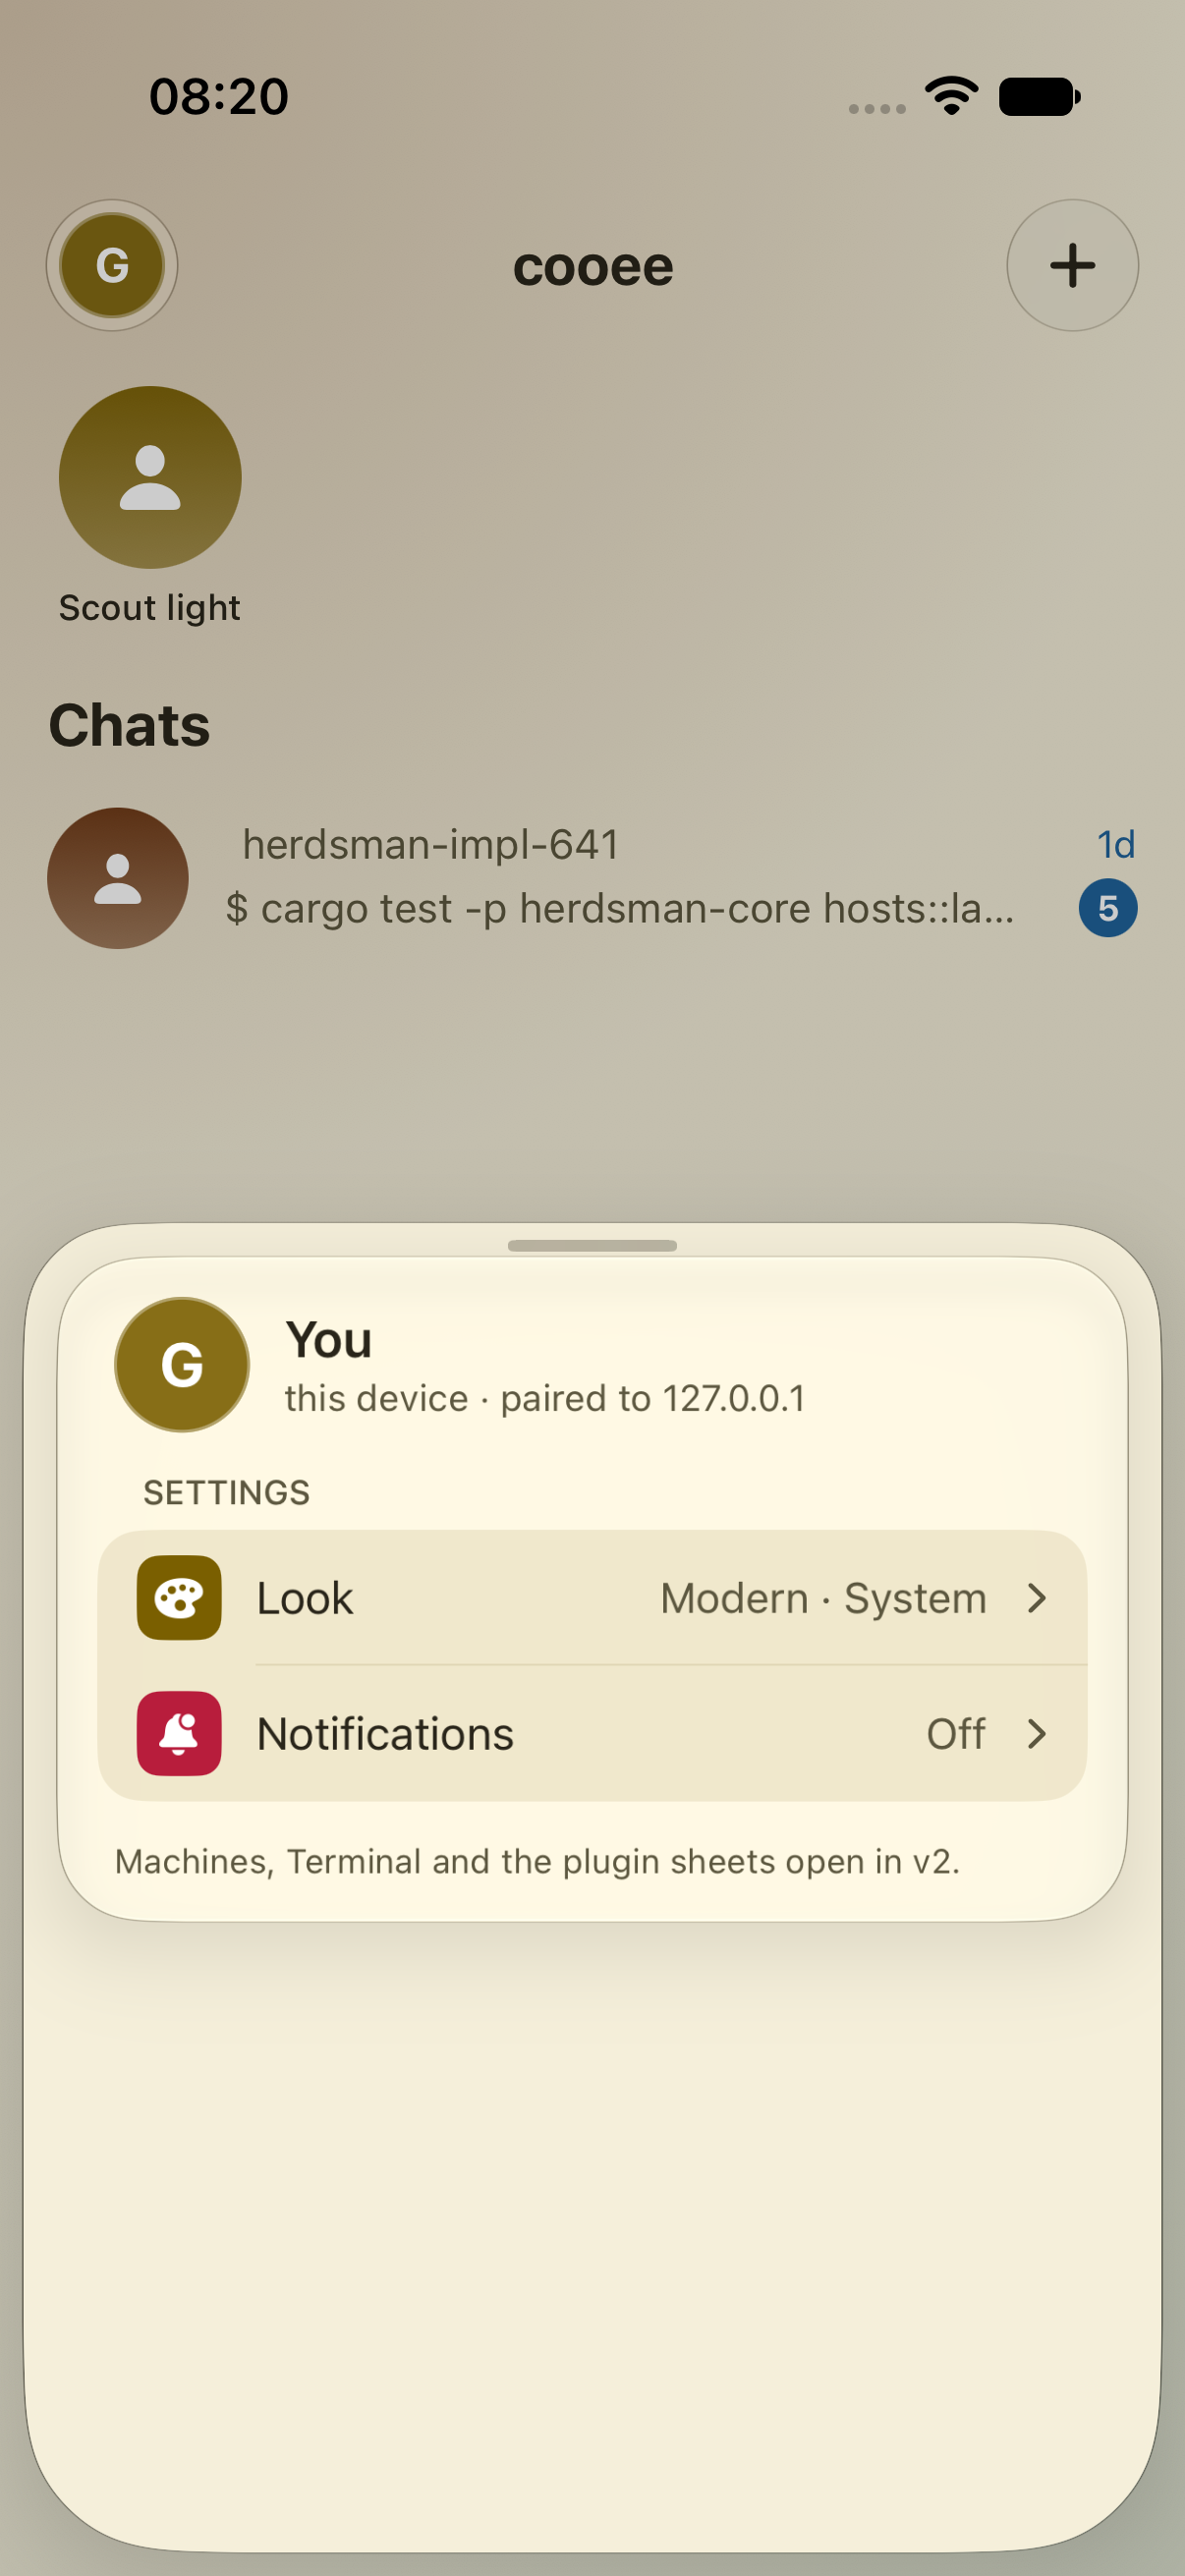 08:20
G
cooee
Scout light
Chats
herdsman-impl-641
1d
$ cargo test -p herdsman-core hosts::la...
5
G
You
this device · paired to 127.0.0.1
SETTINGS
Look
Modern · System
Notifications
Off
Machines, Terminal and the plugin sheets open in v2.